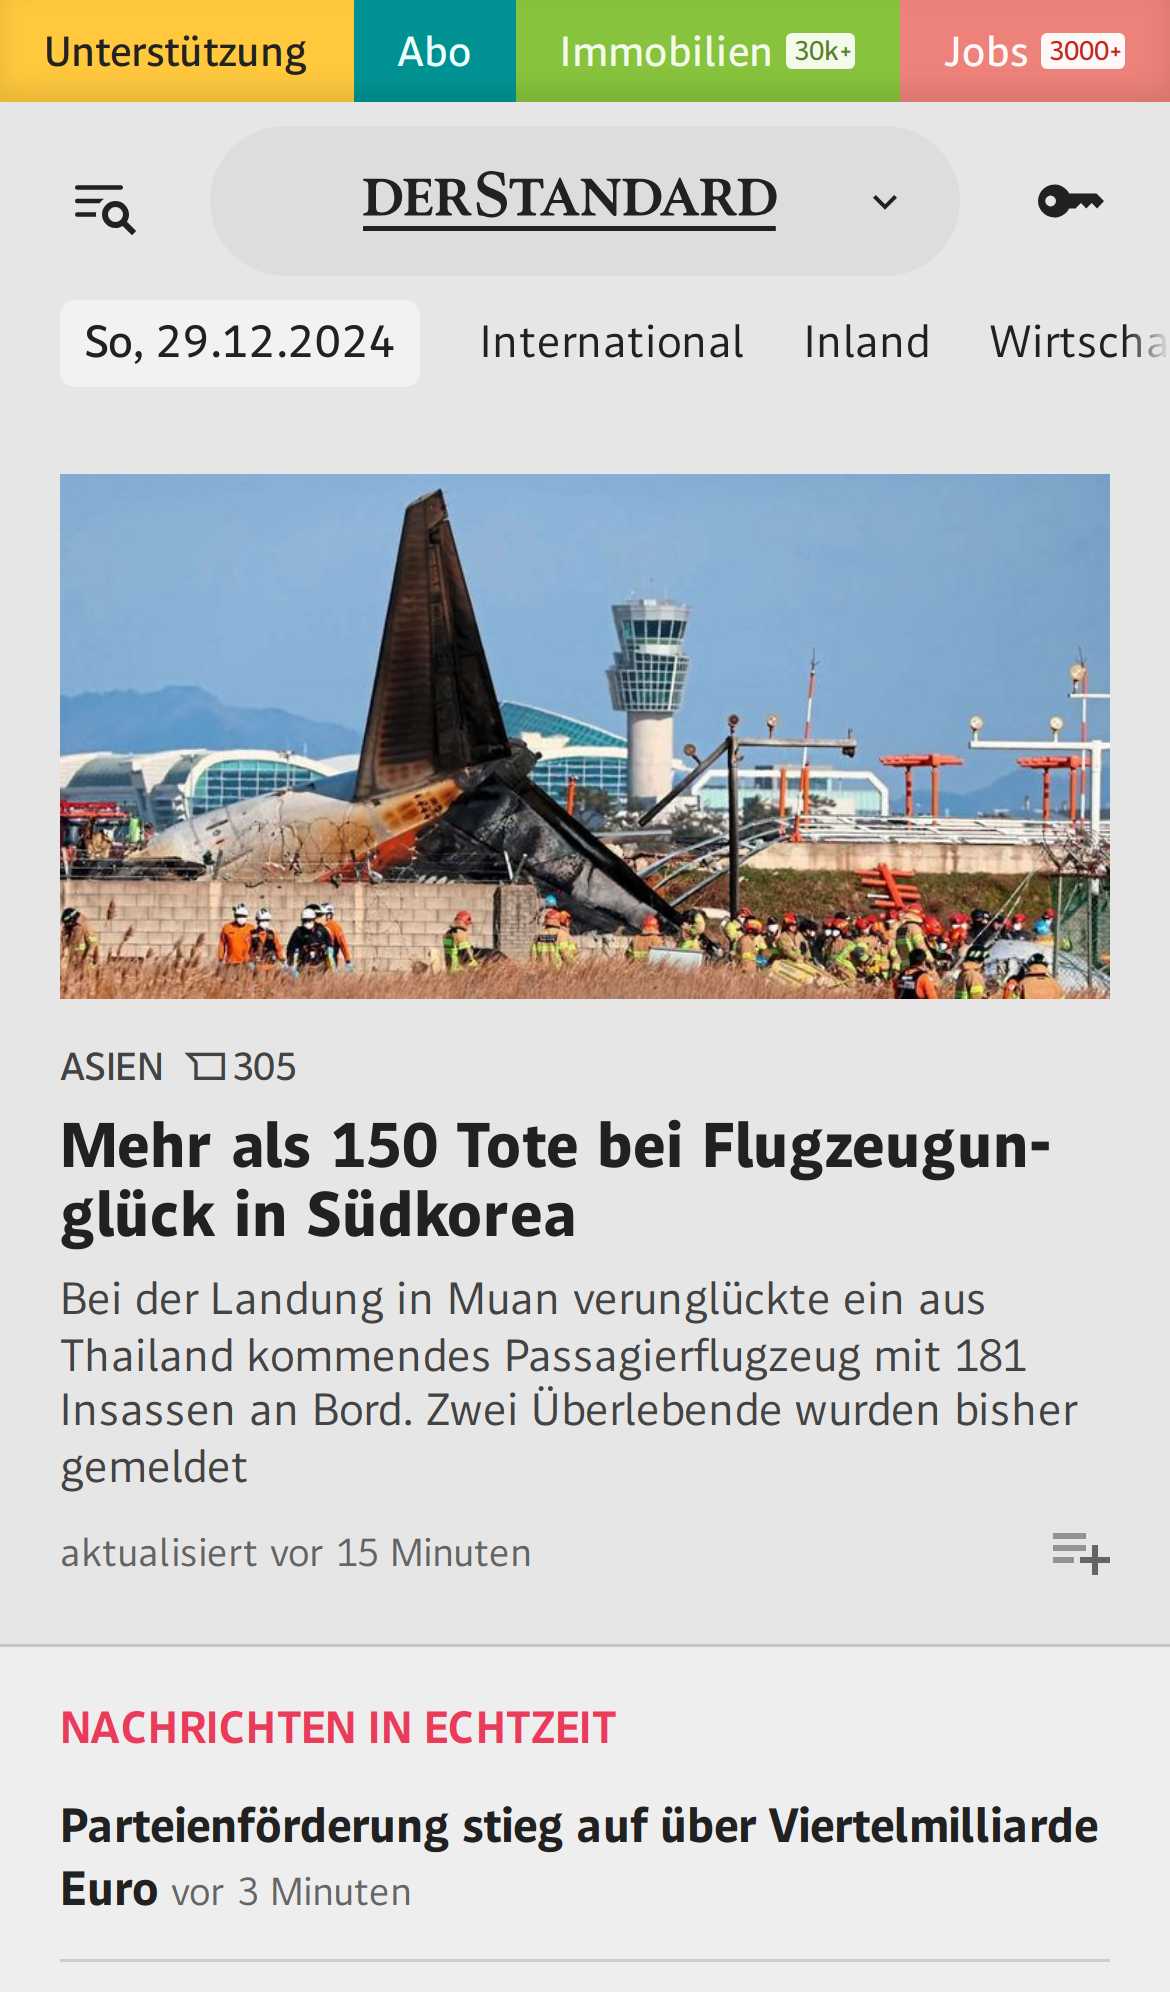 Unterstützung
Abo
Immobilien 30k+
Jobs 3000+
DERSTANDARD
So, 29.12.2024
International
Inland
Wirtscha
ASIEN 305
Mehr als 150 Tote bei Flugzeugun-
glück in Südkorea
Bei der Landung in Muan verunglückte ein aus
Thailand kommendes Passagierflugzeug mit 181
Insassen an Bord. Zwei Überlebende wurden bisher
gemeldet
aktualisiert vor 15 Minuten
NACHRICHTEN IN ECHTZEIT
Parteienförderung stieg auf über Viertelmilliarde
Euro vor 3 Minuten